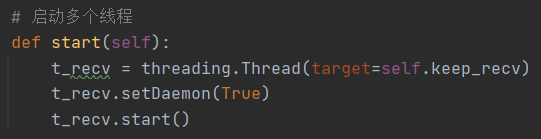 # 启动多个线程
def start(self):
    t_recv = threading.Thread(target=self.keep_recv)
    t_recv.setDaemon(True)
    t_recv.start()